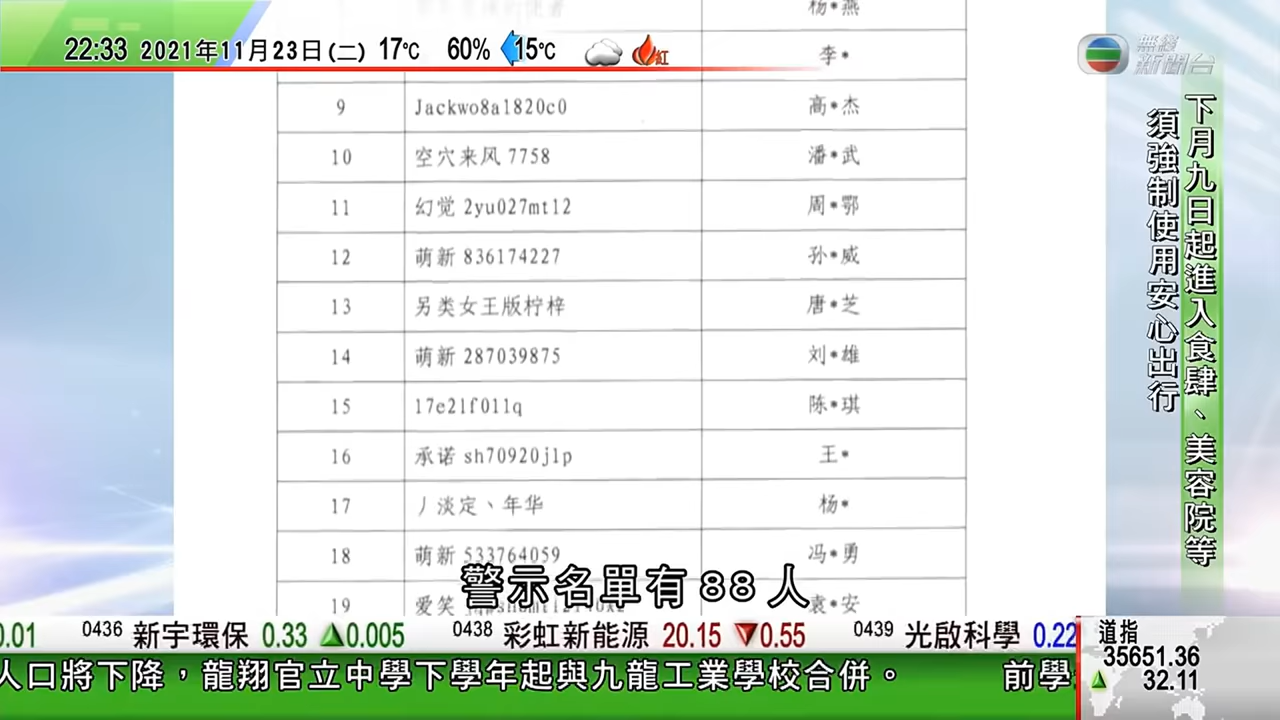 杨*燕
22:33 2021年11月23日(二) 17℃ 60% 15℃ 紅
李*
無綫
新聞台
9 Jackwo8a1820c0 高*杰
10 空穴来风 7758 潘*武
11 幻觉 2yu027mt12 周*鄂
12 萌新 836174227 孙*威
13 另类女王版柠梓 唐*芝
14 萌新 287039875 刘*雄
15 17e21f011q 陈*琪
16 承诺 sh70920j1p 王*
17 丿淡定丶年华 杨*
18 萌新 533764059 冯*勇
19 爱笑 袁*安
下月九日起進入食肆、美容院等
須強制使用安心出行
警示名單有88人
0.01 0436 新宇環保 0.33 ▲0.005 0438 彩虹新能源 20.15 ▼0.55 0439 光啟科學 0.22
道指
35651.36
▲ 32.11
人口將下降，龍翔官立中學下學年起與九龍工業學校合併。 前學